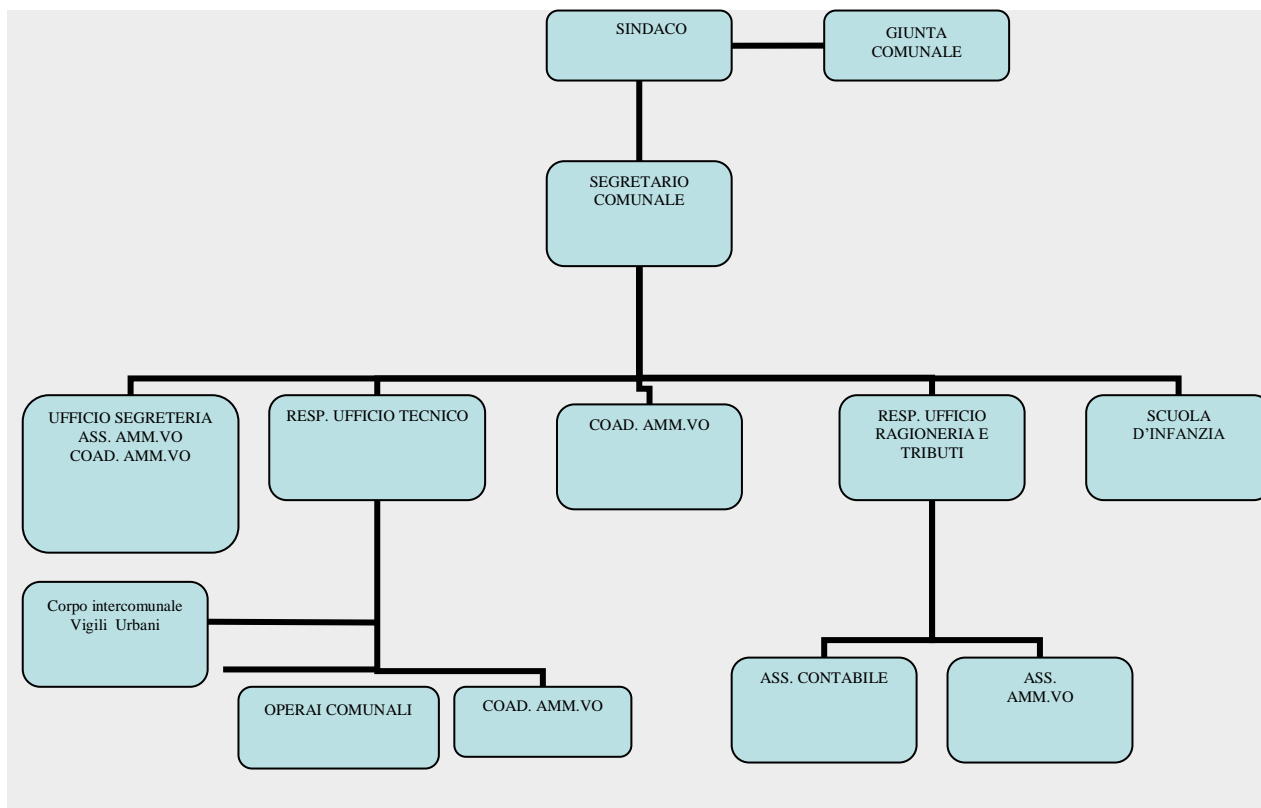 SINDACO
GIUNTA
COMUNALE
SEGRETARIO
COMUNALE
UFFICIO SEGRETERIA
ASS. AMM.VO
COAD. AMM.VO
RESP. UFFICIO TECNICO
COAD. AMM.VO
RESP. UFFICIO
RAGIONERIA E
TRIBUTI
SCUOLA
D’INFANZIA
Corpo intercomunale
Vigili Urbani
OPERAI COMUNALI
COAD. AMM.VO
ASS. CONTABILE
ASS.
AMM.VO